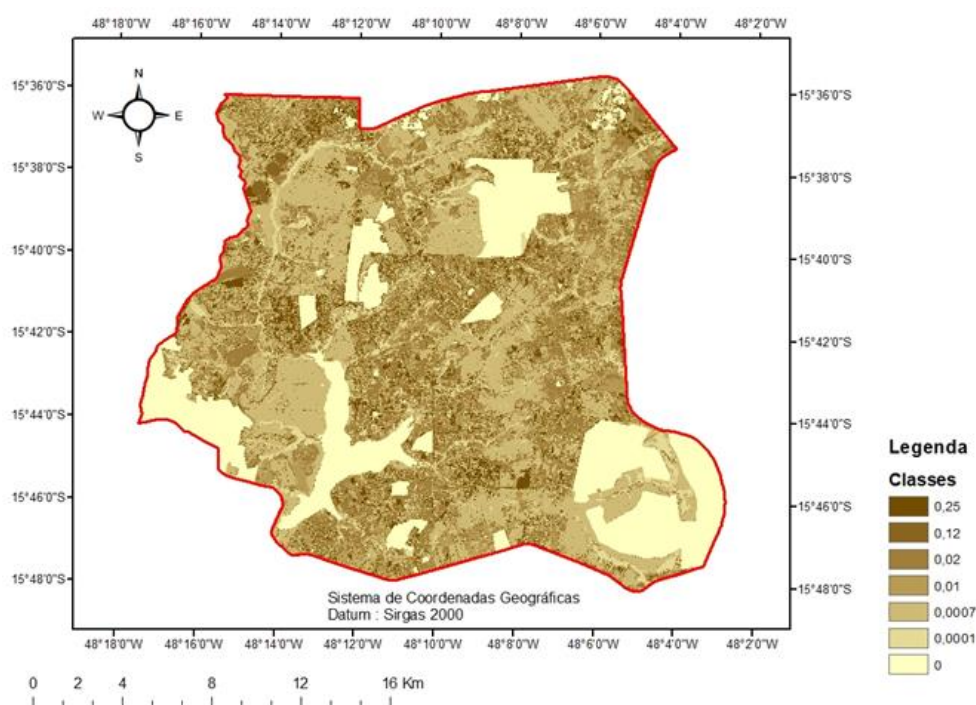 48°18'0"W 48°16'0"W 48°14'0"W 48°12'0"W 48°10'0"W 48°8'0"W 48°6'0"W 48°4'0"W 48°2'0"W
N
W E
S
15°36'0"S 15°36'0"S
15°38'0"S 15°38'0"S
15°40'0"S 15°40'0"S
15°42'0"S 15°42'0"S
15°44'0"S 15°44'0"S
15°46'0"S 15°46'0"S
15°48'0"S 15°48'0"S
Sistema de Coordenadas Geográficas
Datum : Sirgas 2000
48°18'0"W 48°16'0"W 48°14'0"W 48°12'0"W 48°10'0"W 48°8'0"W 48°6'0"W 48°4'0"W 48°2'0"W
0 2 4 8 12 16 Km
Legenda
Classes
0,25
0,12
0,02
0,01
0,0007
0,0001
0